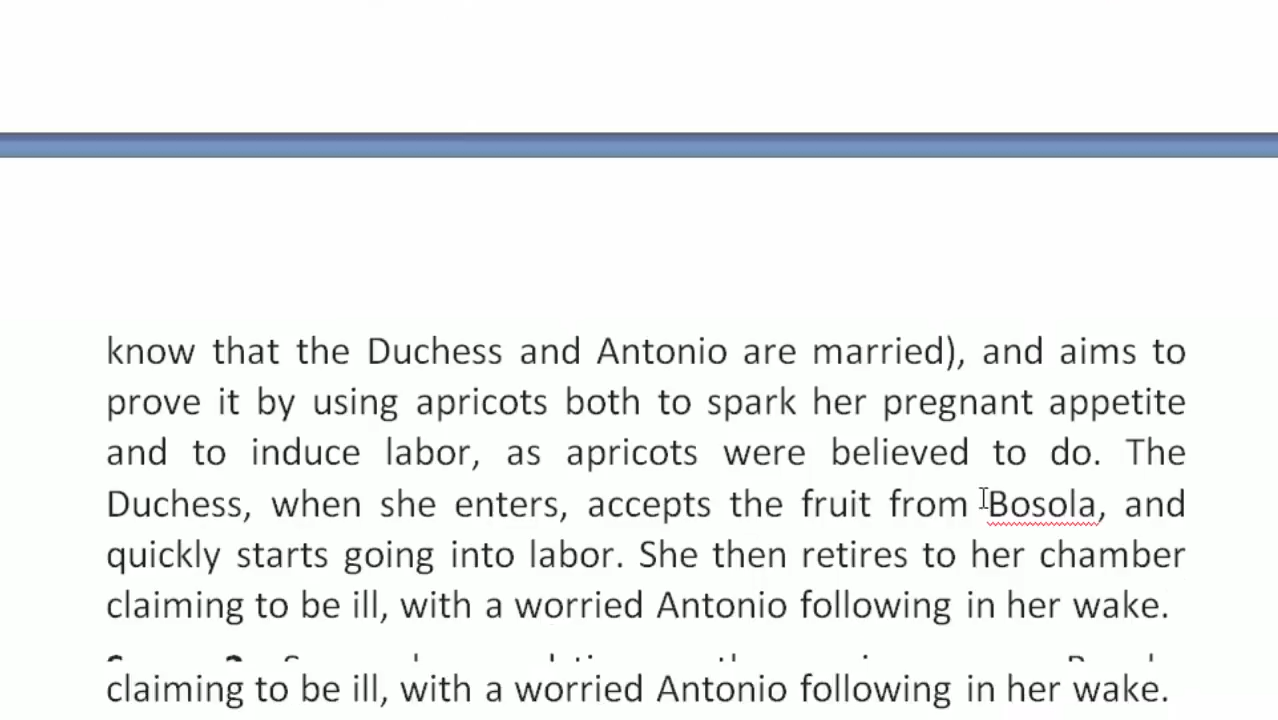 know that the Duchess and Antonio are married), and aims to
prove it by using apricots both to spark her pregnant appetite
and to induce labor, as apricots were believed to do. The
Duchess, when she enters, accepts the fruit from Bosola, and
quickly starts going into labor. She then retires to her chamber
claiming to be ill, with a worried Antonio following in her wake.
claiming to be ill, with a worried Antonio following in her wake.